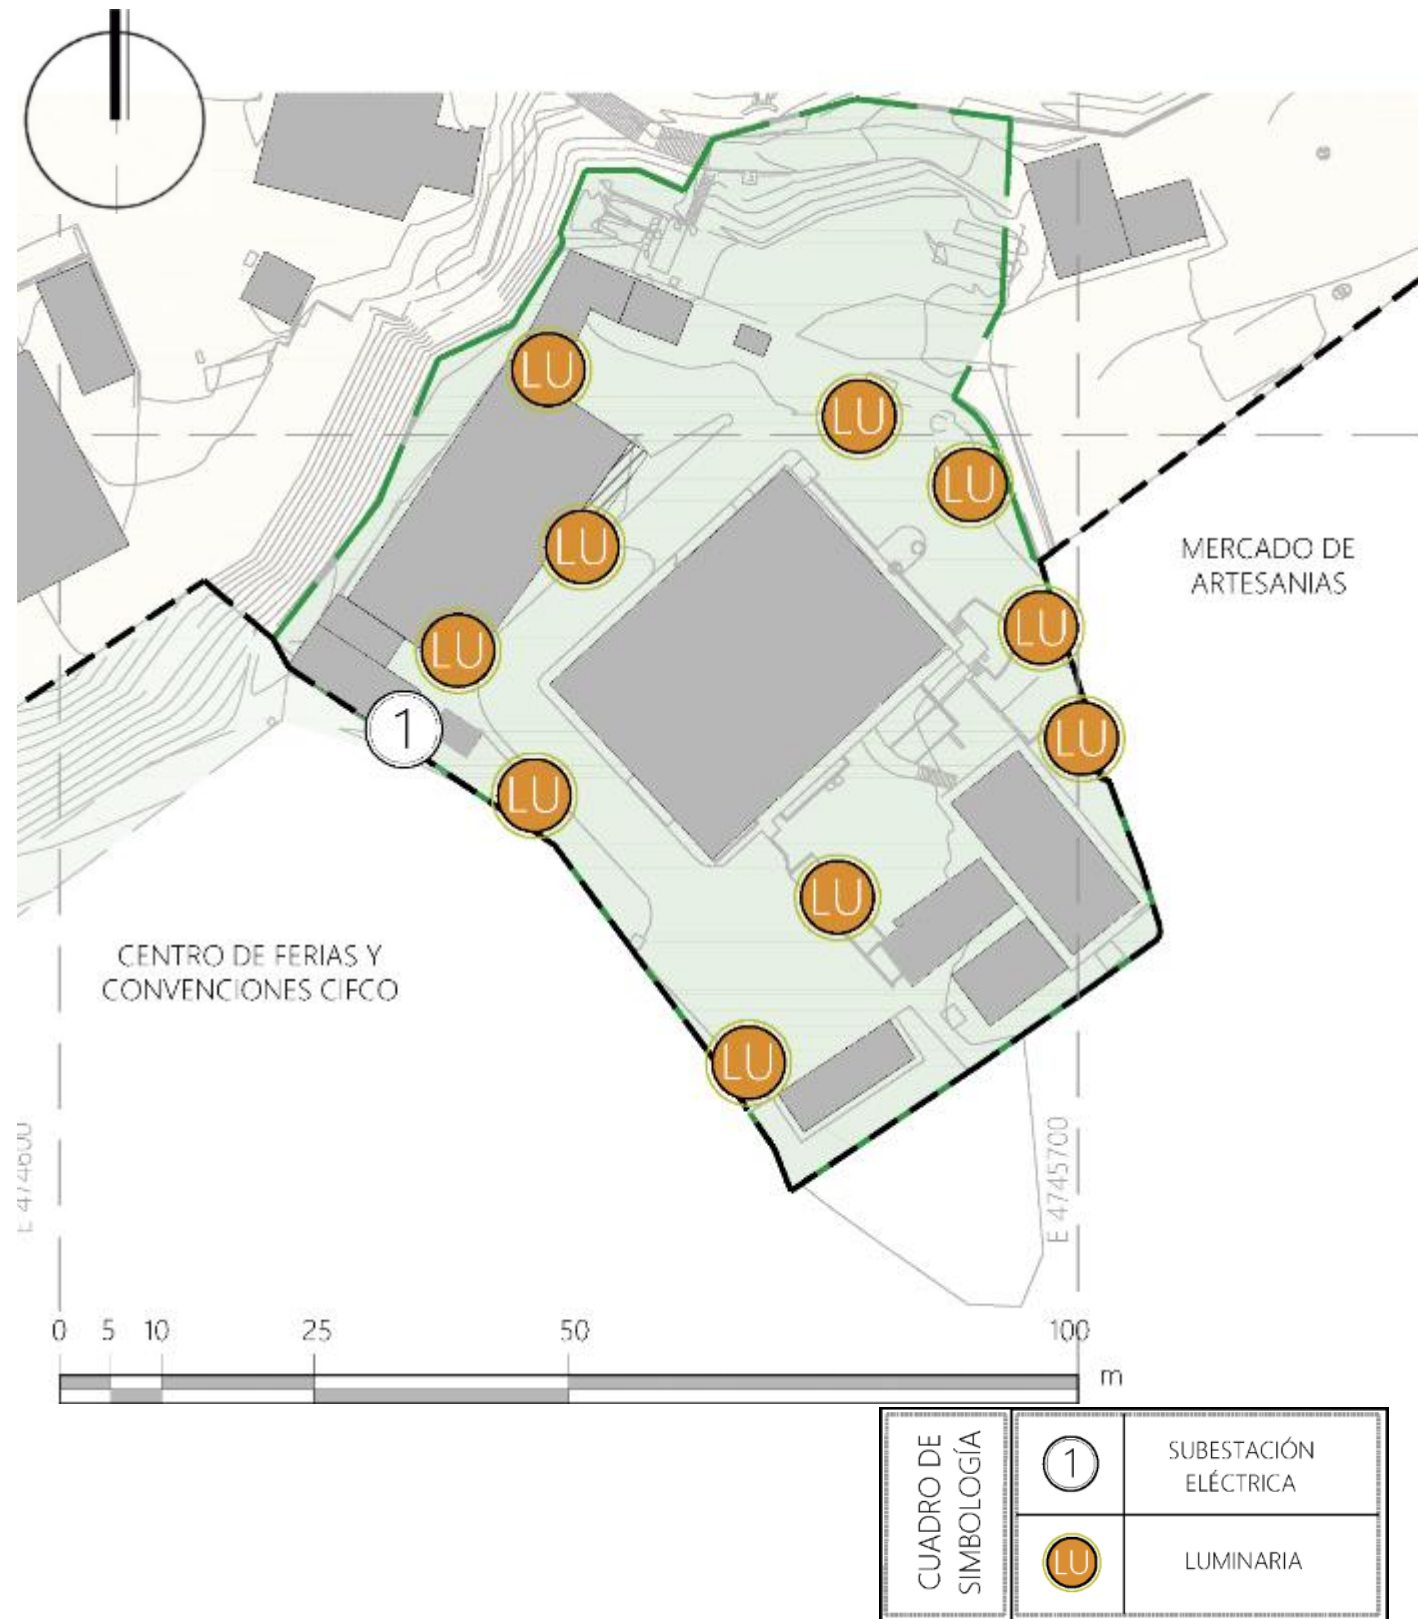 LU
LU
LU
LU
MERCADO DE
ARTESANIAS
LU
LU
1
LU
LU
LU
CENTRO DE FERIAS Y
CONVENCIONES CIFCO
LU
E 474600
E 4745700
0 5 10 25 50 100
m
CUADRO DE
SIMBOLOGÍA
1
SUBESTACIÓN
ELÉCTRICA
LU
LUMINARIA